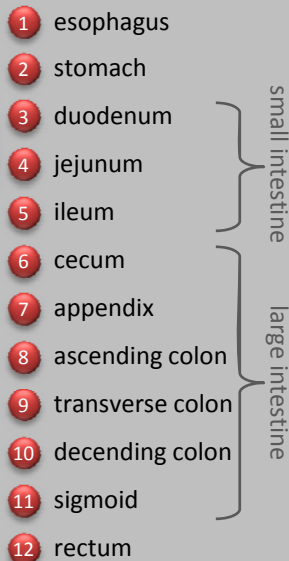 1 esophagus
2 stomach
3 duodenum
4 jejunum
5 ileum
small intestine
6 cecum
7 appendix
8 ascending colon
9 transverse colon
10 decending colon
11 sigmoid
large intestine
12 rectum